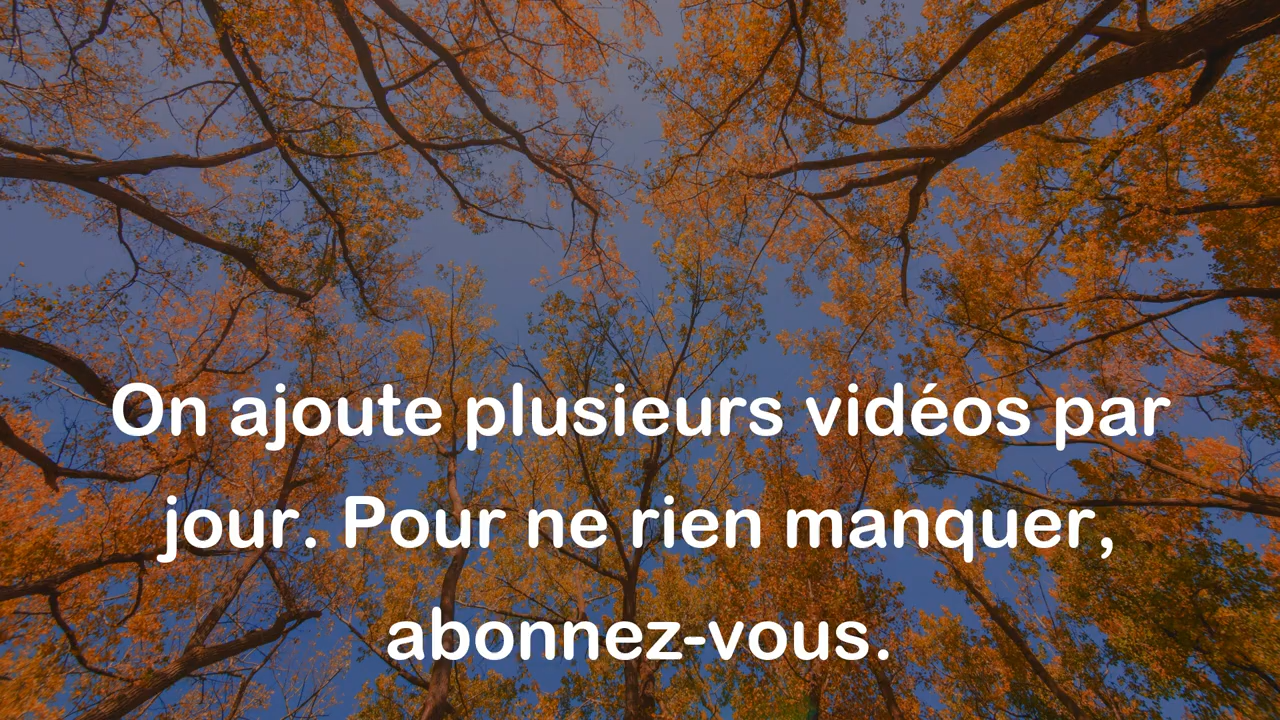 On ajoute plusieurs vidéos par
jour. Pour ne rien manquer,
abonnez-vous.